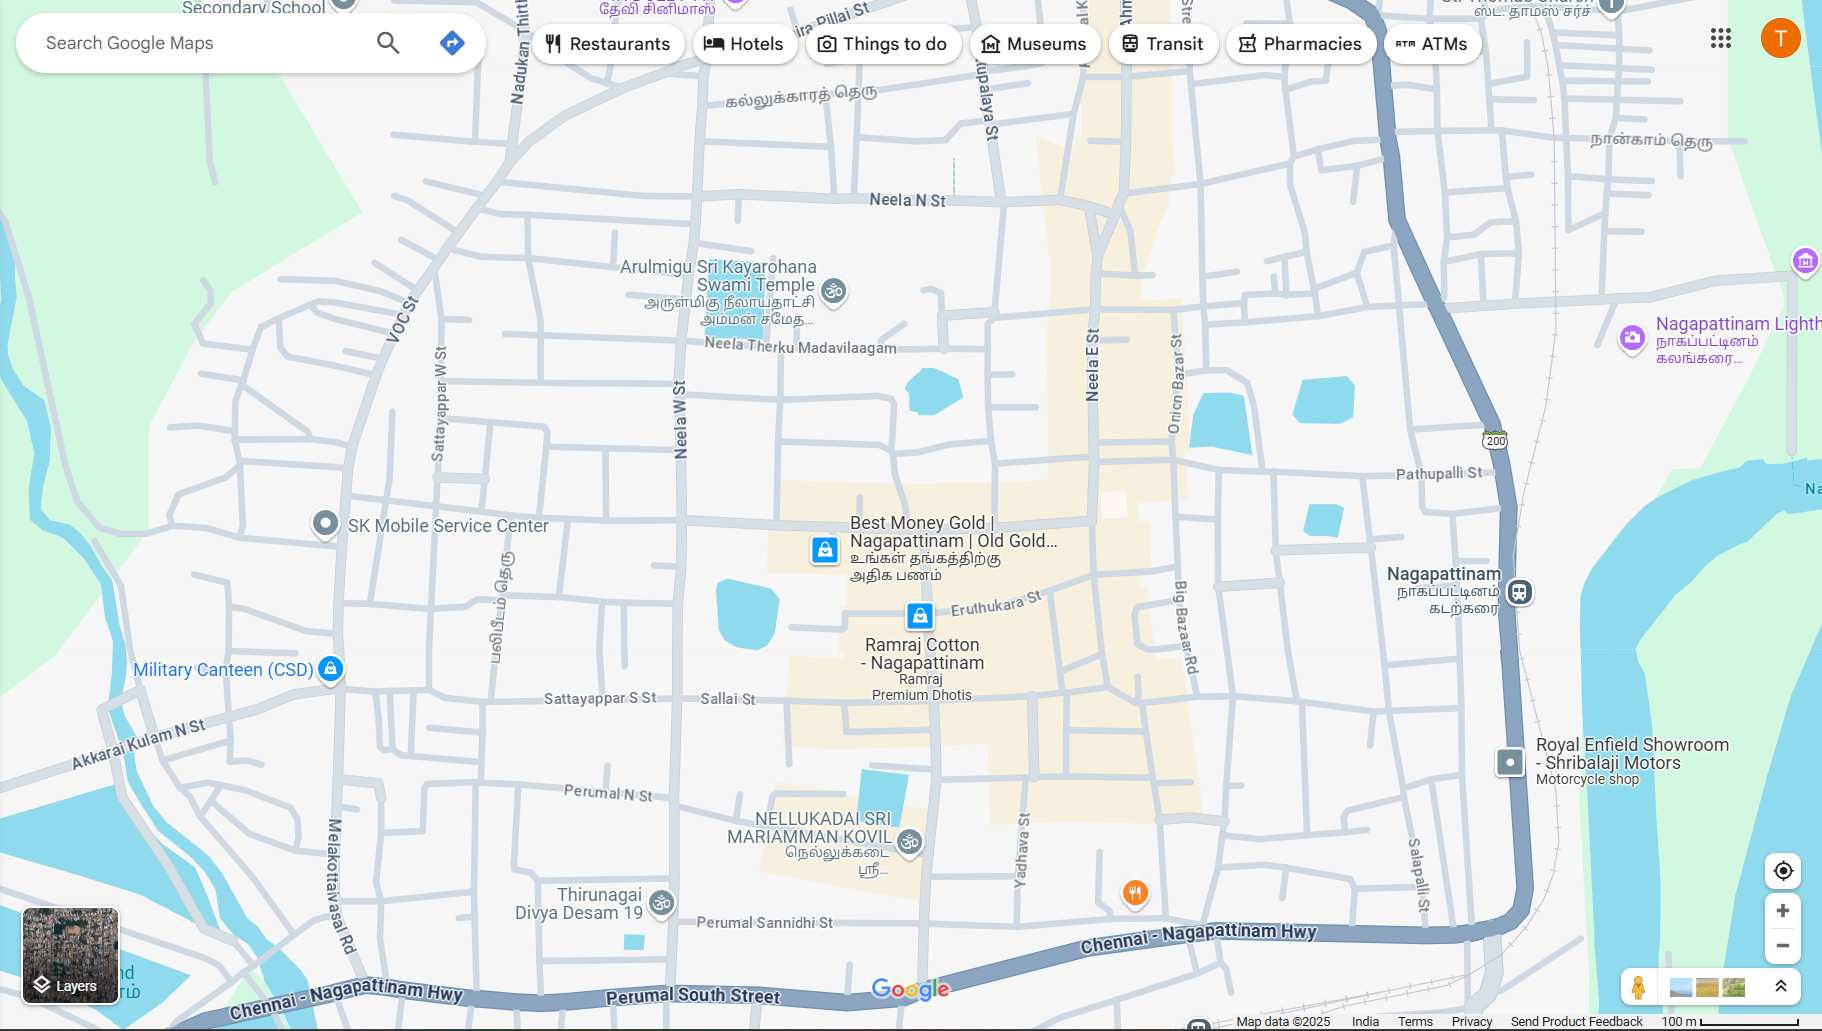 Search Google Maps
Restaurants
Hotels
Things to do
Museums
Transit
Pharmacies
ATMs
T
Secondary School
தேவி சினிமாஸ்
ஸ்ட. தாமஸ் சர்ச்
கல்லுக்காரத் தெரு
நான்காம் தெரு
Neela N St
Arulmigu Sri Kayarohana
Swami Temple
அருள்மிகு நீலாயதாட்சி
அம்மன் சமேத...
VOC St
Neela Therku Madavilaagam
Neela E St
Onion Bazar St
Nagapattinam Lighth
நாகப்பட்டினம்
கலங்கரை...
Sattayappar W St
Neela W St
200
Pathupalli St
Na
SK Mobile Service Center
Best Money Gold |
Nagapattinam | Old Gold...
உங்கள் தங்கத்திற்கு
அதிக பணம்
பலிபீடம் தெரு
Eruthukara St
Big Bazaar Rd
Nagapattinam
நாகப்பட்டினம்
கடற்கரை
Ramraj Cotton
- Nagapattinam
Ramraj
Premium Dhotis
Military Canteen (CSD)
Sattayappar S St
Sallai St
Akkarai Kulam N St
Royal Enfield Showroom
- Shribalaji Motors
Motorcycle shop
Perumal N St
NELLUKADAI SRI
MARIAMMAN KOVIL
நெல்லுக்கடை
ஸ்ரீ...
Melakottaivasal Rd
Yadhava St
Salapalli St
Thirunagai
Divya Desam 19
Perumal Sannidhi St
Chennai - Nagapattinam Hwy
Chennai - Nagapattinam Hwy
Perumal South Street
Google
Layers
Map data ©2025
India
Terms
Privacy
Send Product Feedback
100 m